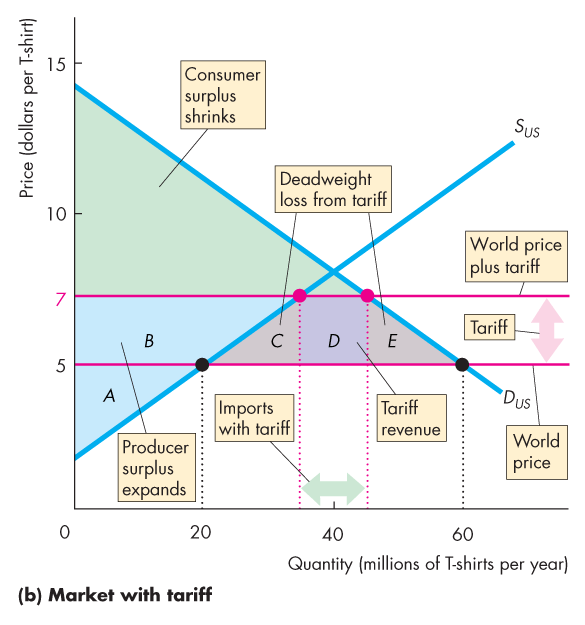 Price (dollars per T-shirt)
15
Consumer
surplus
shrinks
S_US
Deadweight
loss from tariff
10
World price
plus tariff
7
Tariff
B
C
D
E
5
A
D_US
Imports
with tariff
Tariff
revenue
World
price
Producer
surplus
expands
0
20
40
60
Quantity (millions of T-shirts per year)
(b) Market with tariff